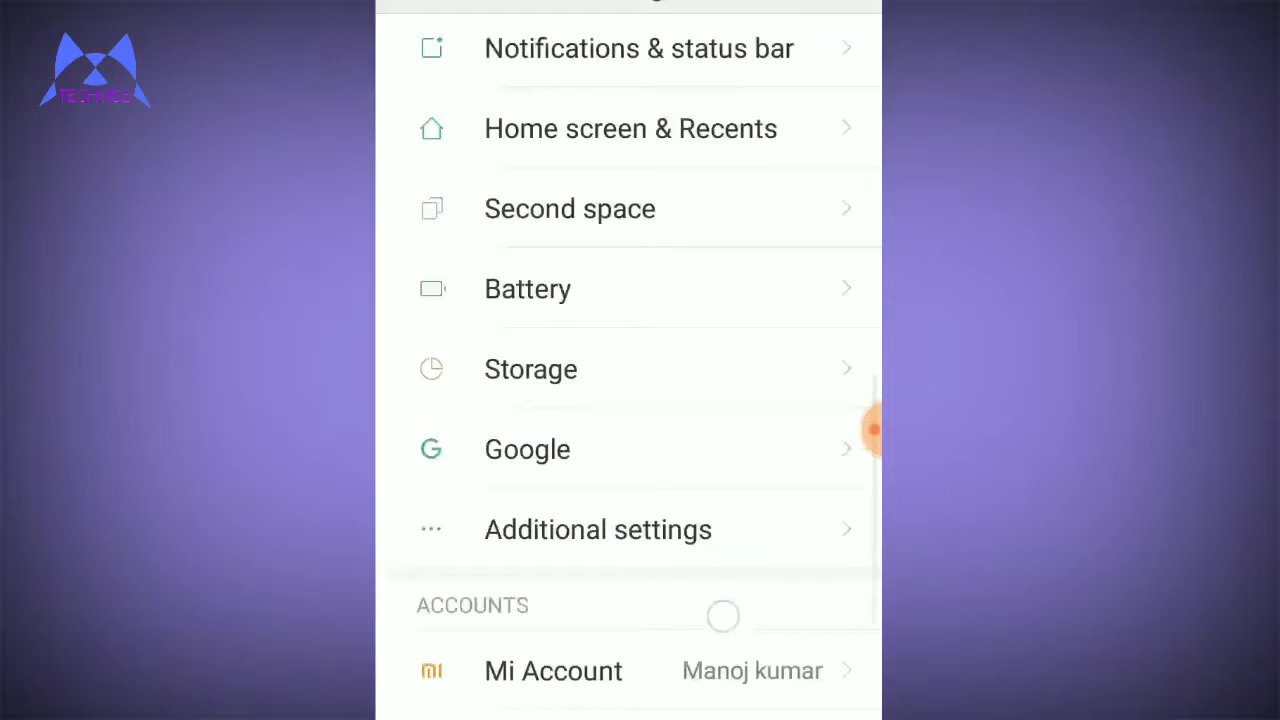 Notifications & status bar
Home screen & Recents
Second space
Battery
Storage
Google
Additional settings
ACCOUNTS
Mi Account Manoj kumar